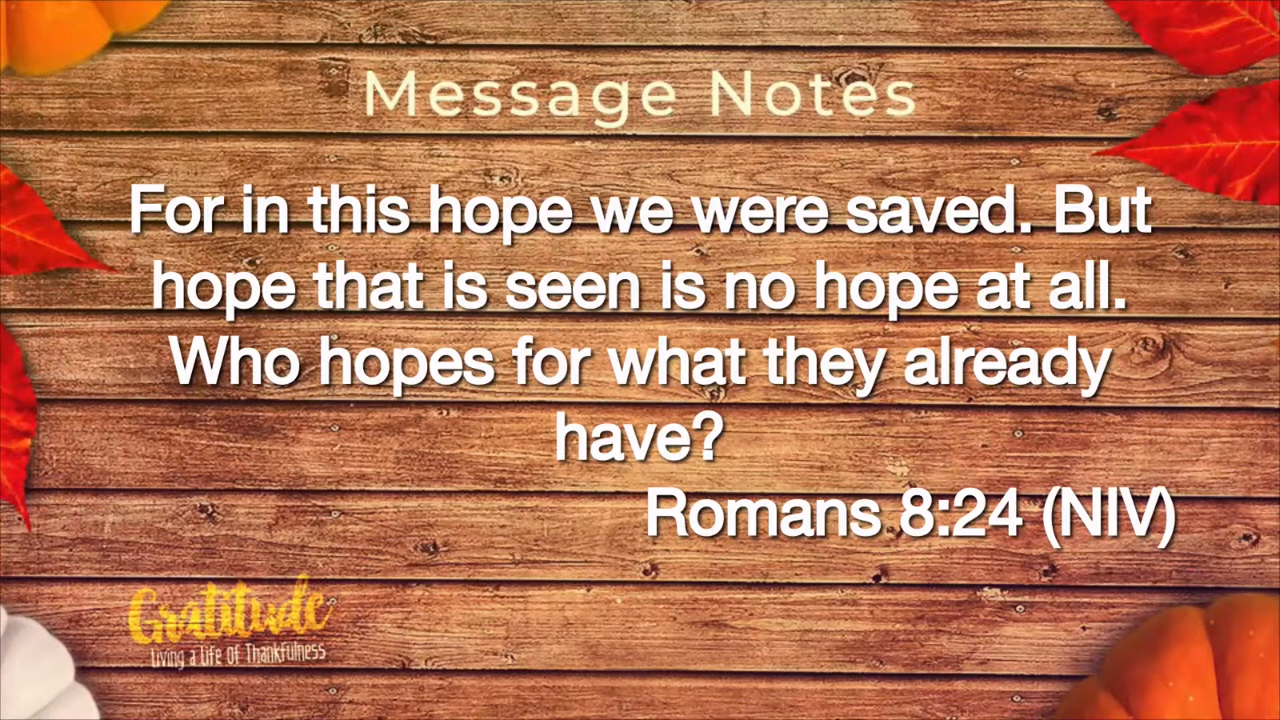 Message Notes
For in this hope we were saved. But
hope that is seen is no hope at all.
Who hopes for what they already
have?
Romans 8:24 (NIV)
Gratitude
Living a Life Of Thankfulness